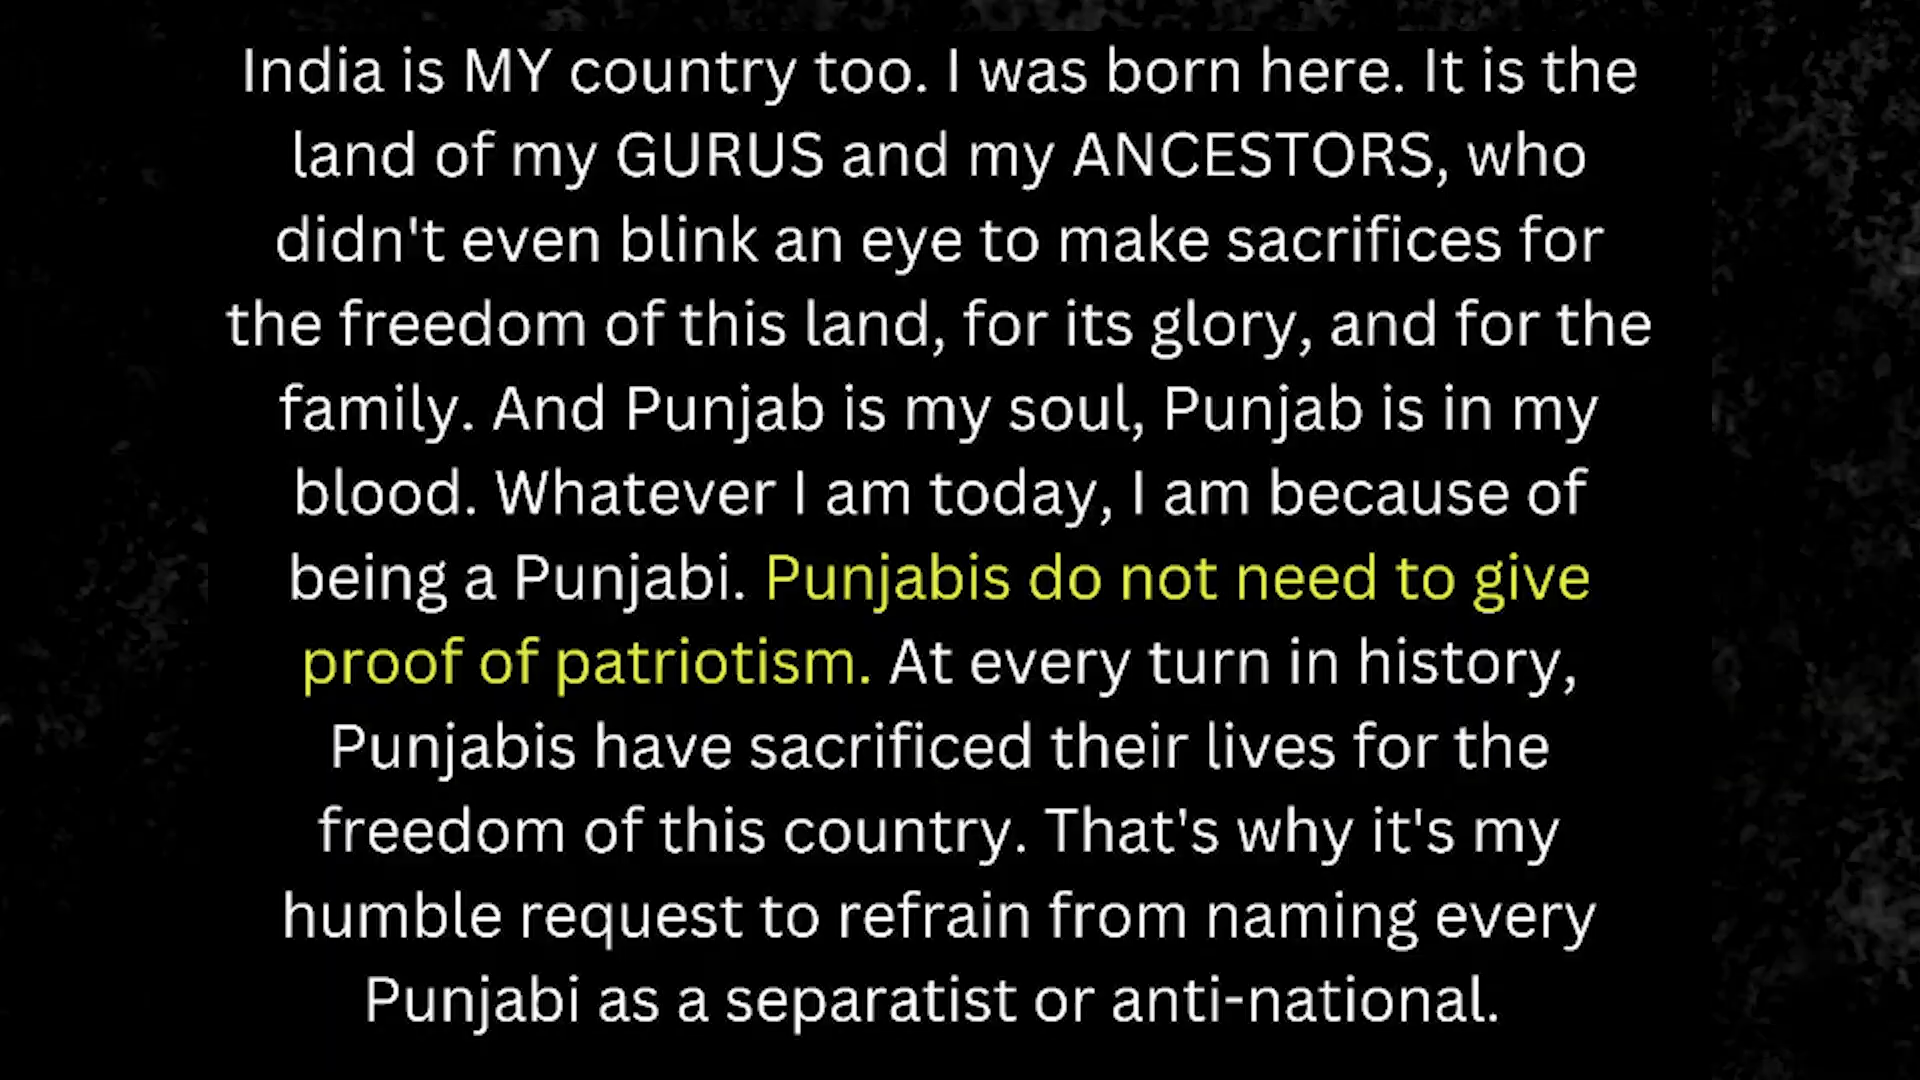 India is MY country too. I was born here. It is the
land of my GURUS and my ANCESTORS, who
didn't even blink an eye to make sacrifices for
the freedom of this land, for its glory, and for the
family. And Punjab is my soul, Punjab is in my
blood. Whatever I am today, I am because of
being a Punjabi. Punjabis do not need to give
proof of patriotism. At every turn in history,
Punjabis have sacrificed their lives for the
freedom of this country. That's why it's my
humble request to refrain from naming every
Punjabi as a separatist or anti-national.